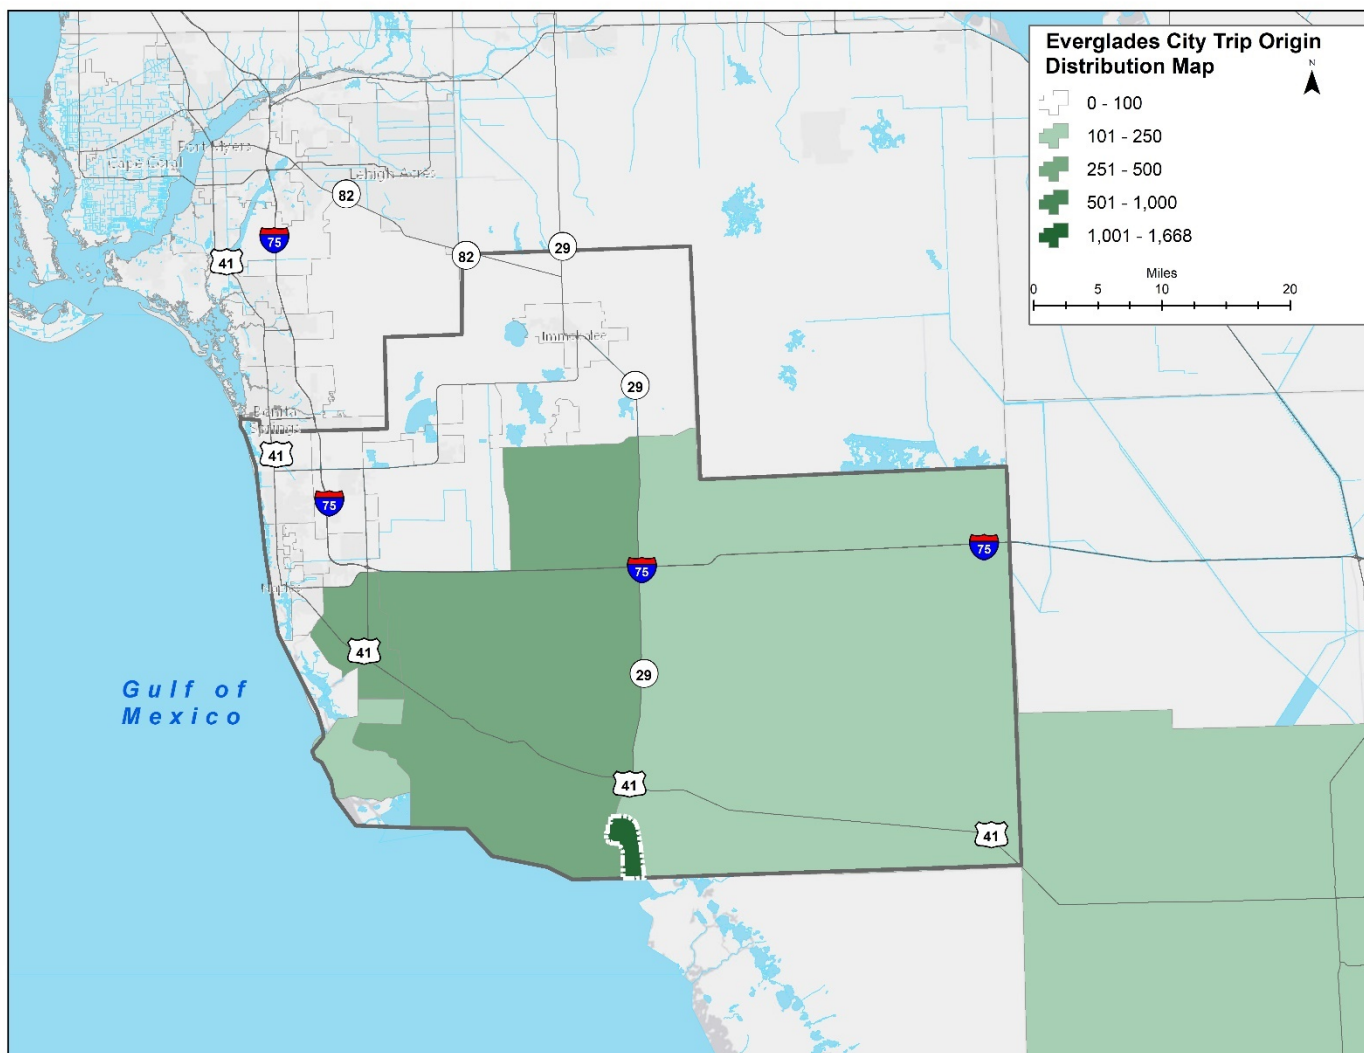 Everglades City Trip Origin
Distribution Map
N
0 - 100
101 - 250
251 - 500
501 - 1,000
1,001 - 1,668
Miles
0 5 10 20
Fort Myers
Cape Coral
Lehigh Acres
82
75
41
82
29
Immokalee
29
Bonita
Springs
41
75
75
75
Naples
41
29
Gulf of
Mexico
41
41